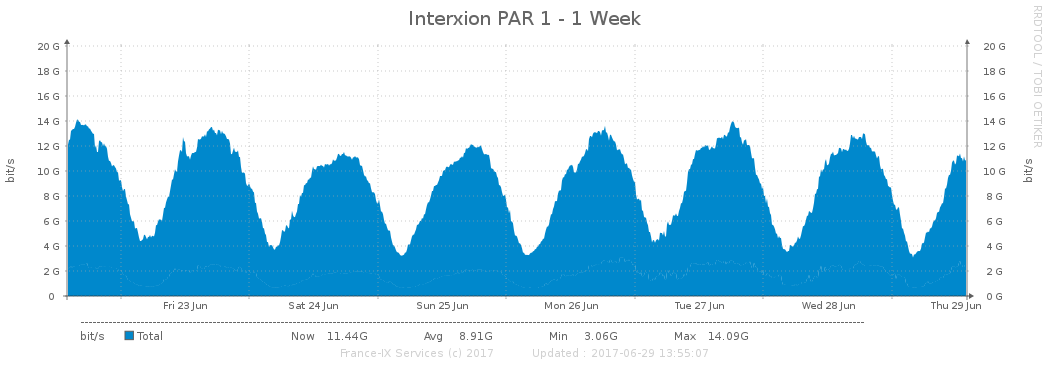 Interxion PAR 1 - 1 Week
RRDTOOL / TOBI OETIKER
bit/s
20 G 20 G
18 G 18 G
16 G 16 G
14 G 14 G
12 G 12 G
10 G 10 G
8 G 8 G
6 G 6 G
4 G 4 G
2 G 2 G
0 0 G
bit/s
Fri 23 Jun Sat 24 Jun Sun 25 Jun Mon 26 Jun Tue 27 Jun Wed 28 Jun Thu 29 Jun
bit/s Total Now 11.44G Avg 8.91G Min 3.06G Max 14.09G
France-IX Services (c) 2017 Updated : 2017-06-29 13:55:07